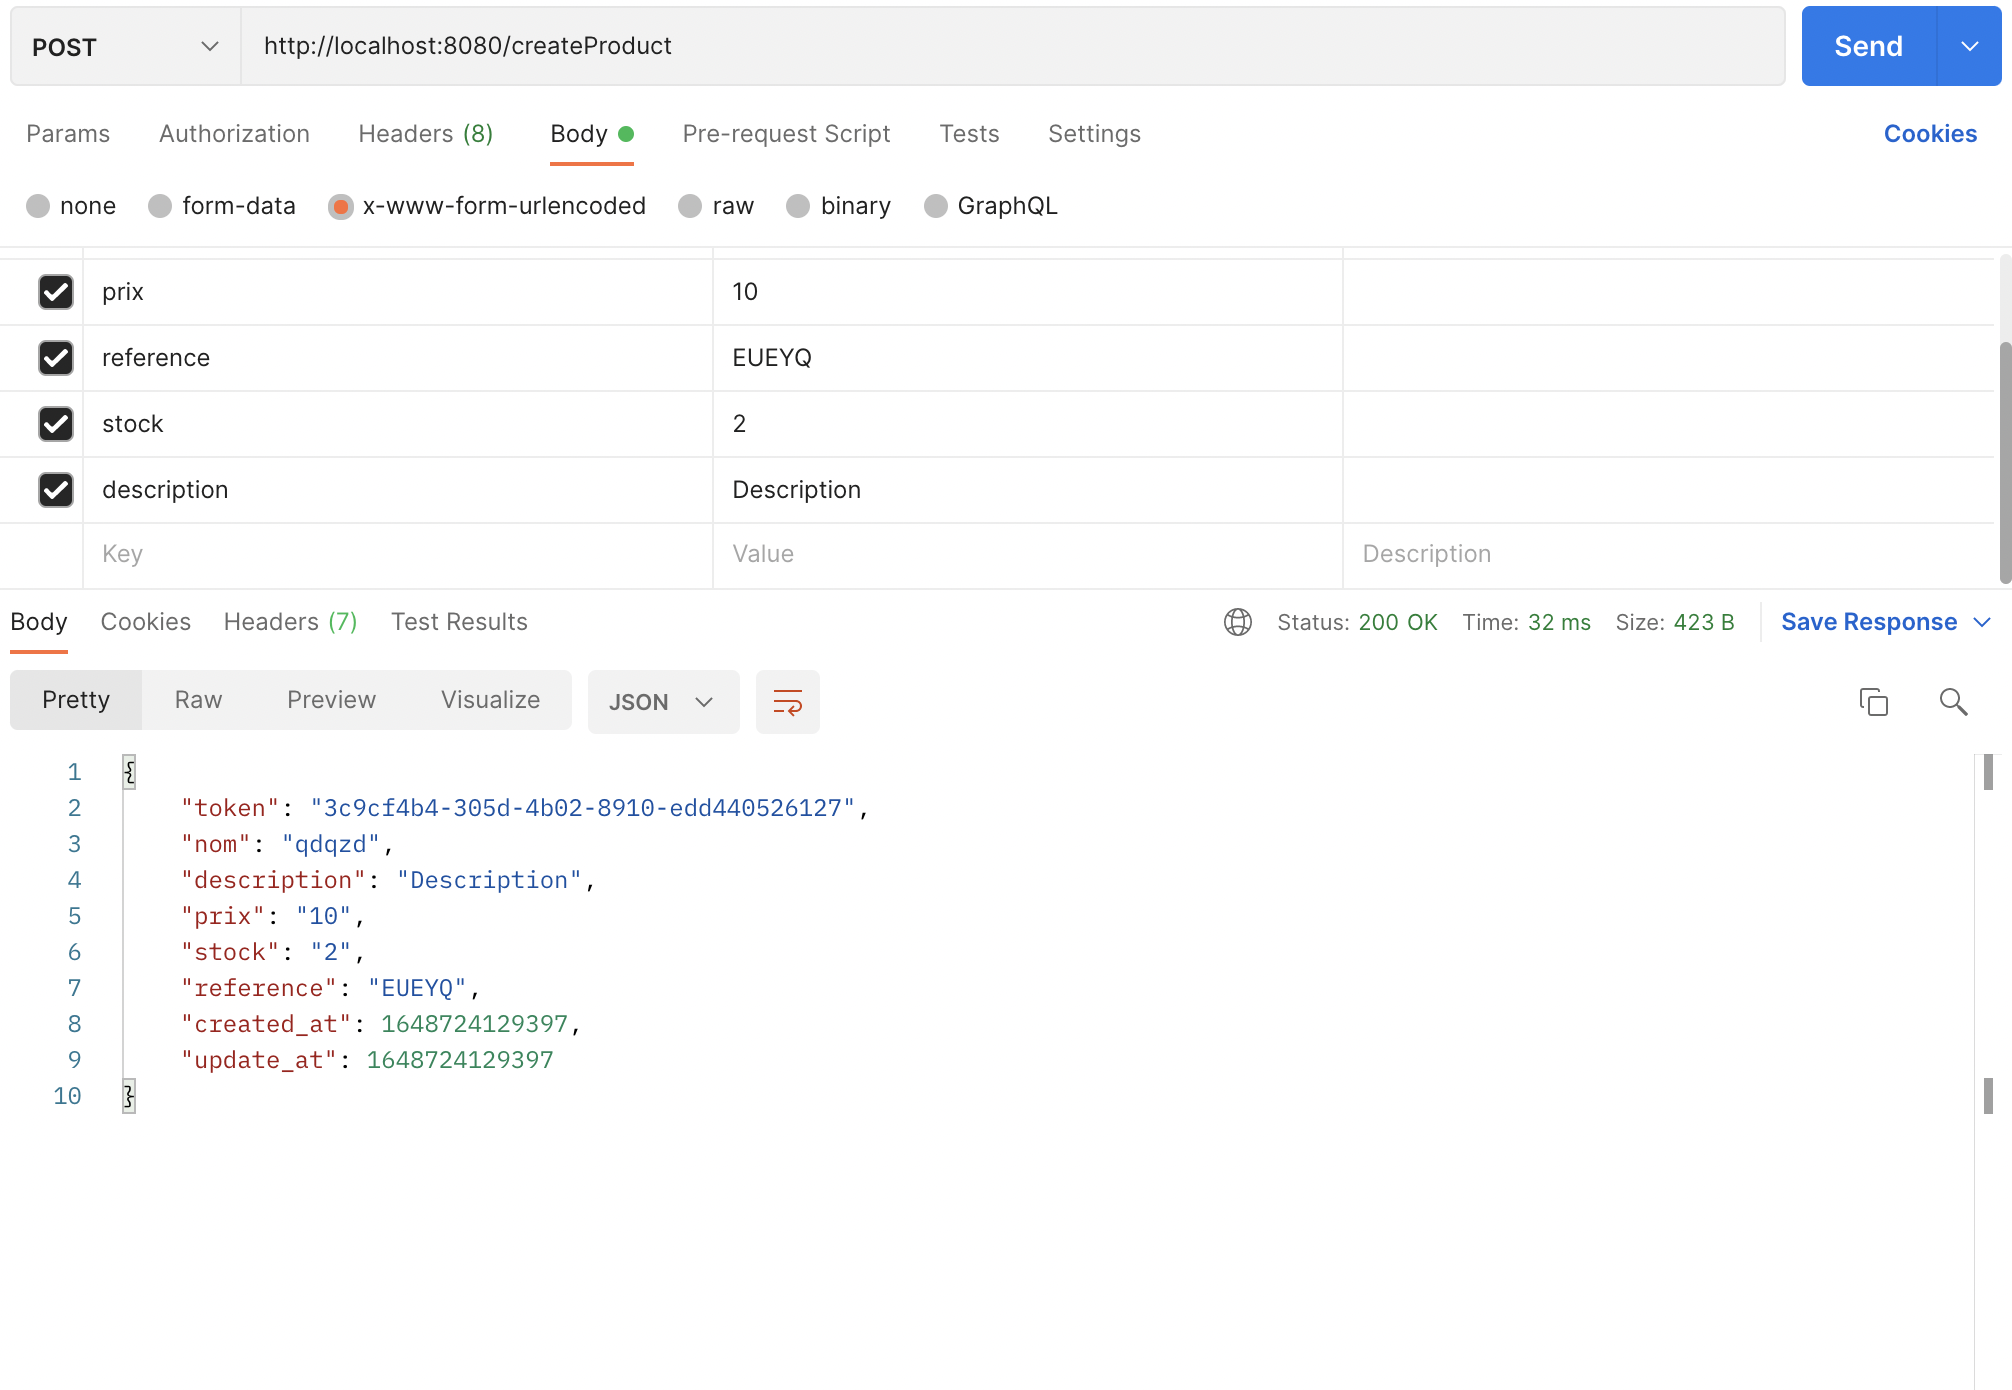 POST http://localhost:8080/createProduct Send
Params Authorization Headers (8) Body Pre-request Script Tests Settings Cookies
none form-data x-www-form-urlencoded raw binary GraphQL
prix 10
reference EUEYQ
stock 2
description Description
Key Value Description
Body Cookies Headers (7) Test Results Status: 200 OK Time: 32 ms Size: 423 B Save Response
Pretty Raw Preview Visualize JSON
1 {
2 "token": "3c9cf4b4-305d-4b02-8910-edd440526127",
3 "nom": "qdqzd",
4 "description": "Description",
5 "prix": "10",
6 "stock": "2",
7 "reference": "EUEYQ",
8 "created_at": 1648724129397,
9 "update_at": 1648724129397
10 }